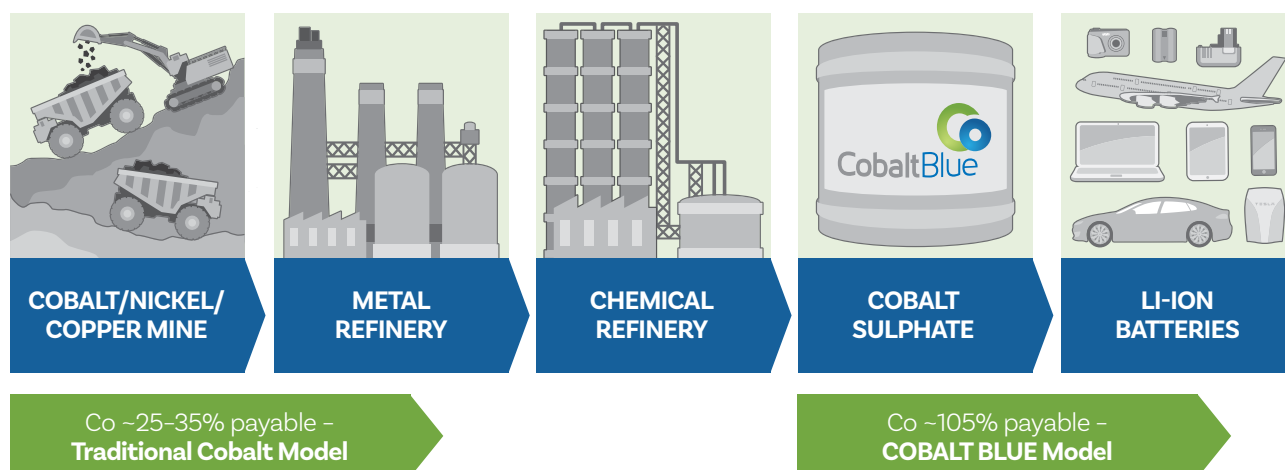 CobaltBlue
TESLA
COBALT/NICKEL/
COPPER MINE
METAL
REFINERY
CHEMICAL
REFINERY
COBALT
SULPHATE
LI-ION
BATTERIES
Co ~25–35% payable –
Traditional Cobalt Model
Co ~105% payable –
COBALT BLUE Model